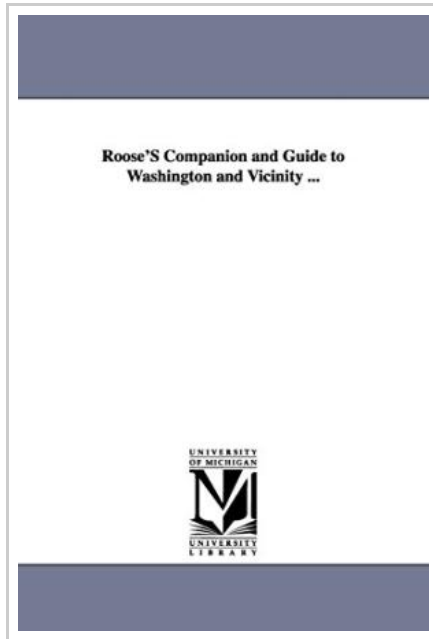 Roose'S Companion and Guide to
Washington and Vicinity ...
UNIVERSITY
OF MICHIGAN
M
UNIVERSITY
LIBRARY